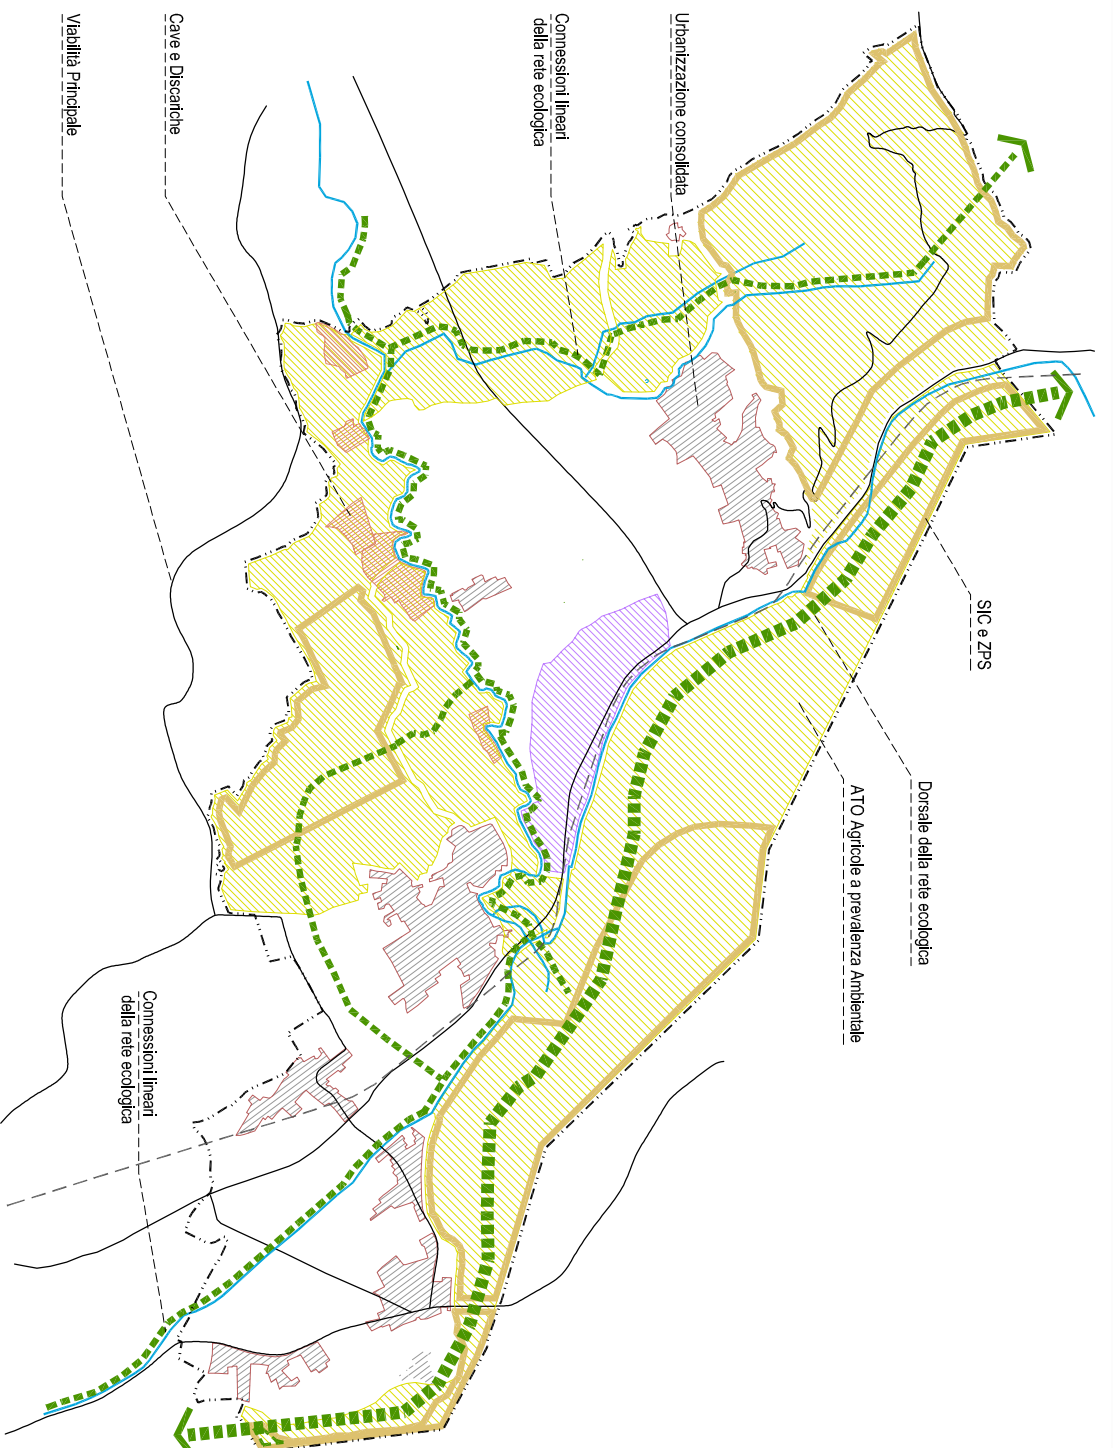 Viabilità Principale
Cave e Discariche
Connessioni lineari
della rete ecologica
Urbanizzazione consolidata
SIC e ZPS
Dorsale della rete ecologica
ATO Agricole a prevalenza Ambientale
Connessioni lineari
della rete ecologica